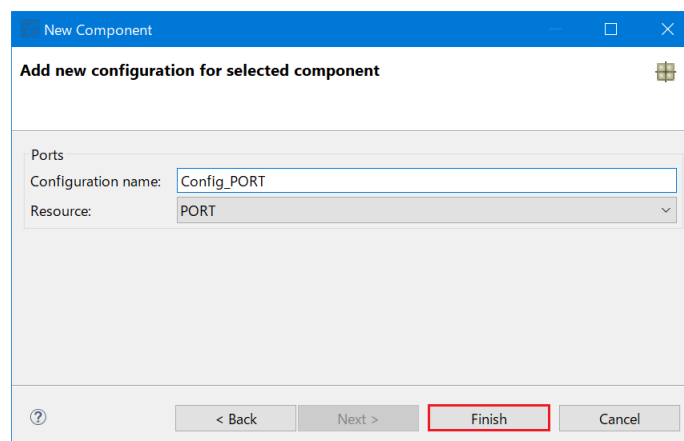 New Component
Add new configuration for selected component
Ports
Configuration name: Config_PORT
Resource: PORT
? < Back Next > Finish Cancel